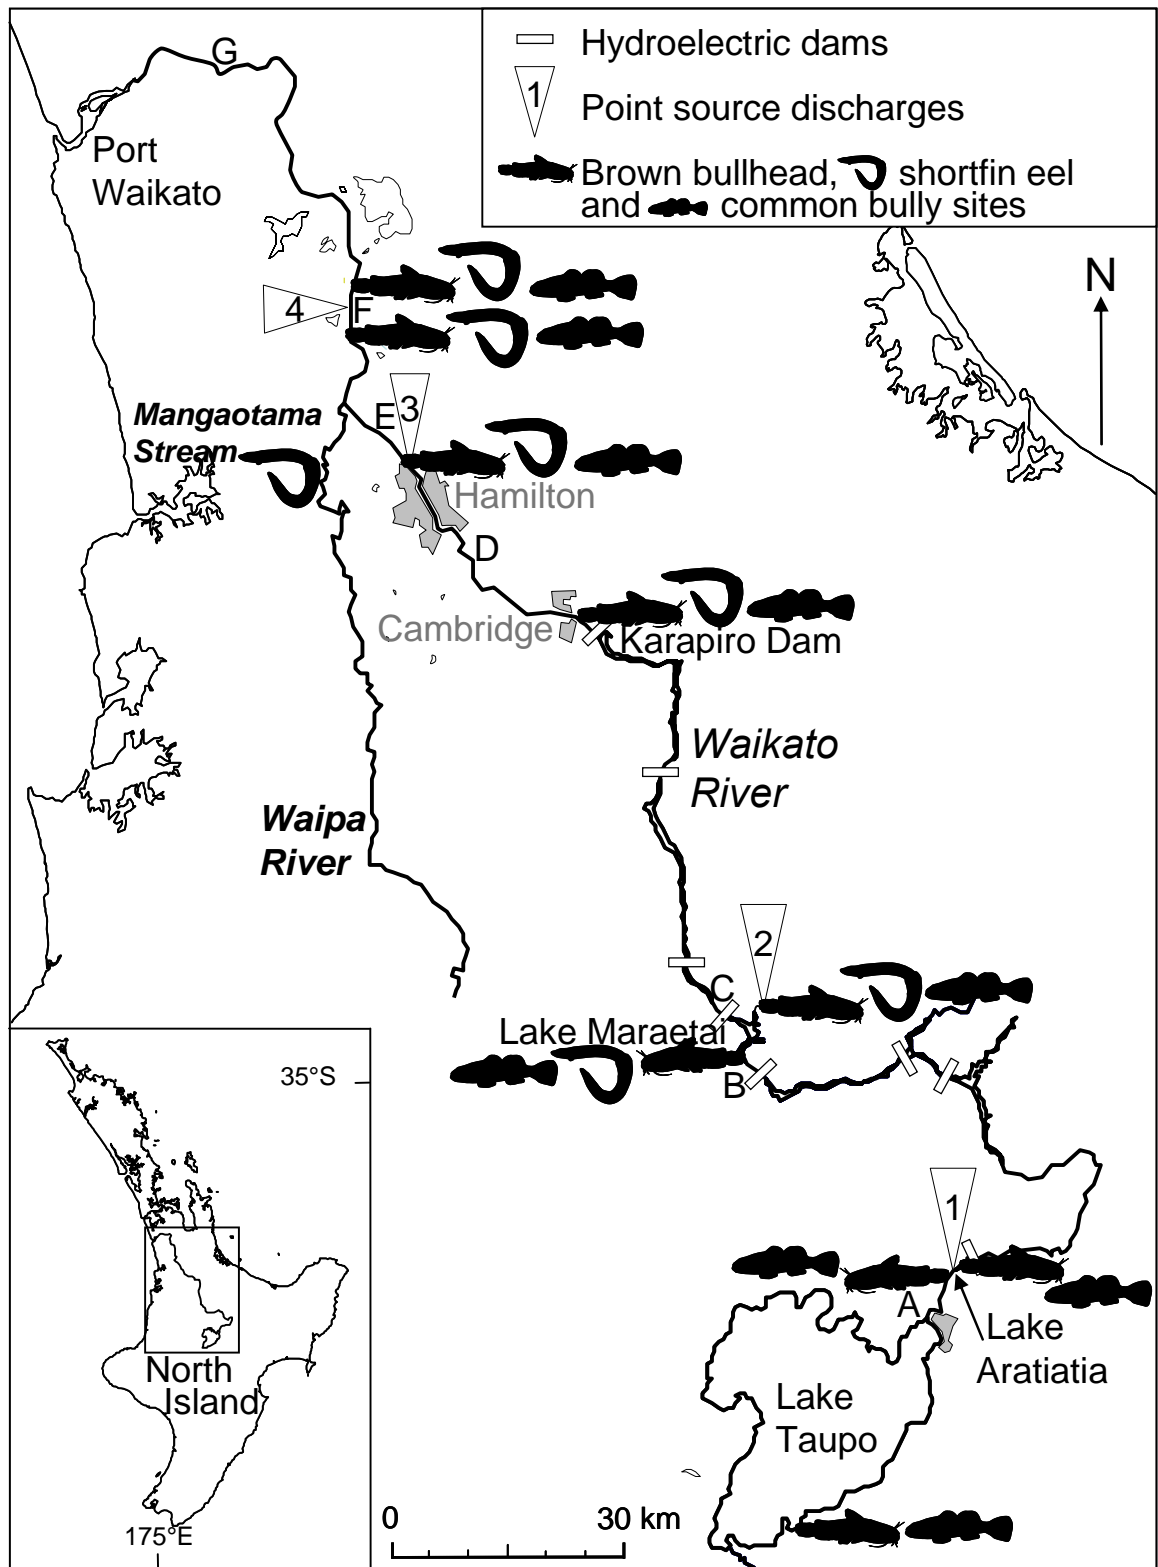 Hydroelectric dams
1
Point source discharges
Brown bullhead, shortfin eel
and common bully sites
G
Port
Waikato
N
4
F
Mangaotama
Stream
E
3
Hamilton
D
Cambridge
Karapiro Dam
Waikato
River
Waipa
River
2
C
Lake Maraetai
B
35°S
1
A
Lake
Aratiatia
North
Island
Lake
Taupo
0
30 km
175°E